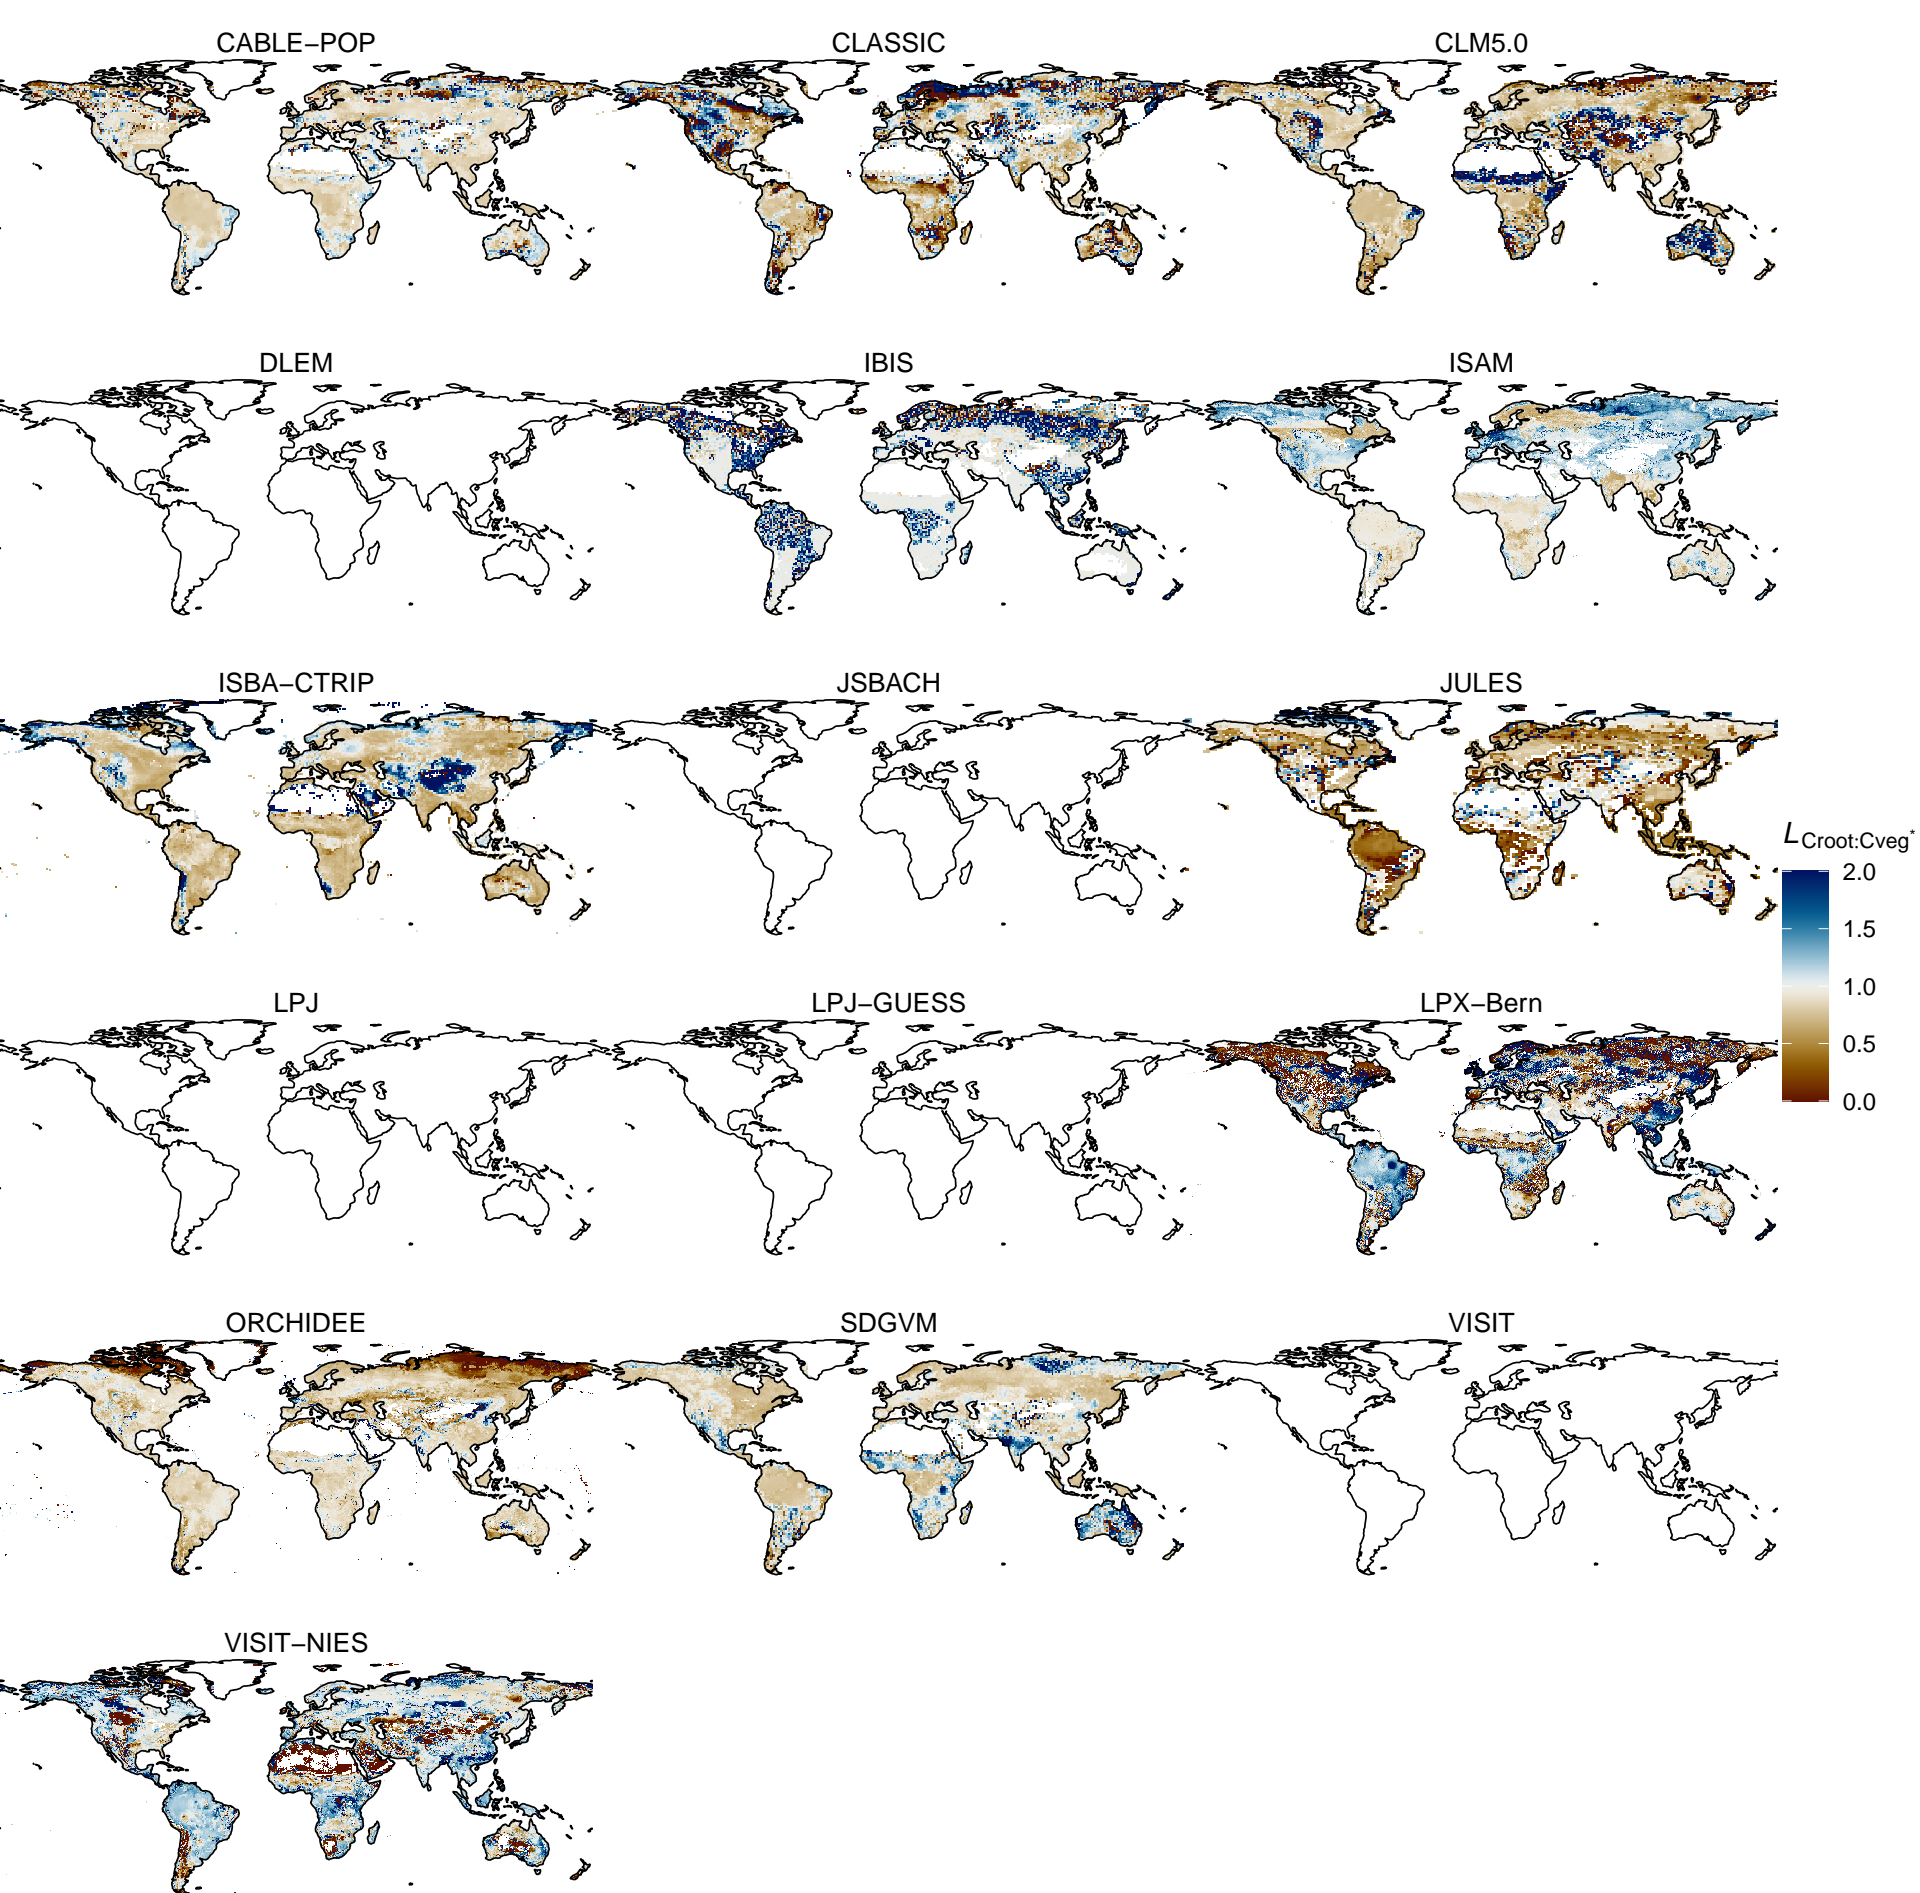 CABLE−POP
CLASSIC
CLM5.0
DLEM
IBIS
ISAM
ISBA−CTRIP
JSBACH
JULES
LCroot:Cveg*
2.0
1.5
1.0
0.5
0.0
LPJ
LPJ−GUESS
LPX−Bern
ORCHIDEE
SDGVM
VISIT
VISIT−NIES